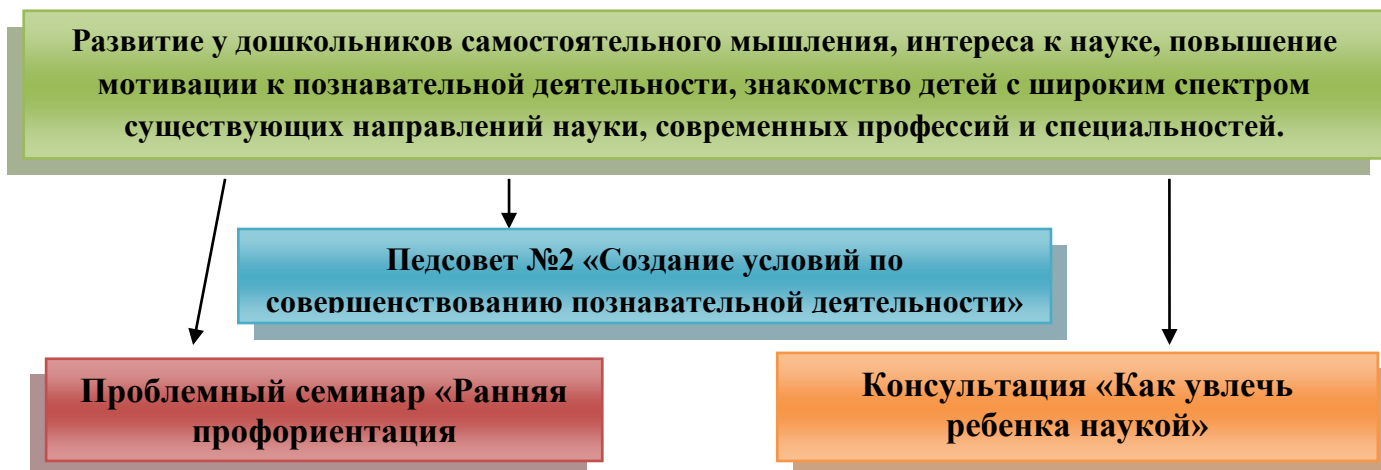 Развитие у дошкольников самостоятельного мышления, интереса к науке, повышение
мотивации к познавательной деятельности, знакомство детей с широким спектром
существующих направлений науки, современных профессий и специальностей.
Педсовет №2 «Создание условий по
совершенствованию познавательной деятельности»
Проблемный семинар «Ранняя
профориентация
Консультация «Как увлечь
ребенка наукой»